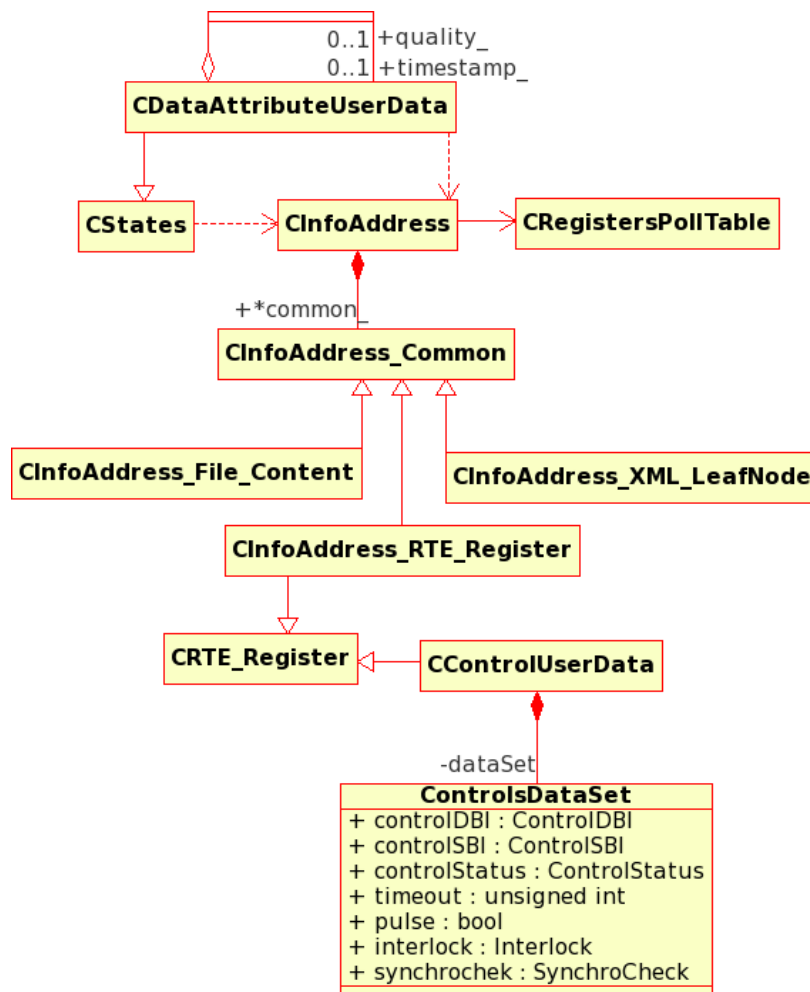 0..1 +quality_
0..1 +timestamp_
CDataAttributeUserData
CStates
CInfoAddress
CRegistersPollTable
+*common_
CInfoAddress_Common
CInfoAddress_File_Content
CInfoAddress_XML_LeafNode
CInfoAddress_RTE_Register
CRTE_Register
CControlUserData
-dataSet
ControlsDataSet
+ controlDBI : ControlDBI
+ controlSBI : ControlSBI
+ controlStatus : ControlStatus
+ timeout : unsigned int
+ pulse : bool
+ interlock : Interlock
+ synchrochek : SynchroCheck